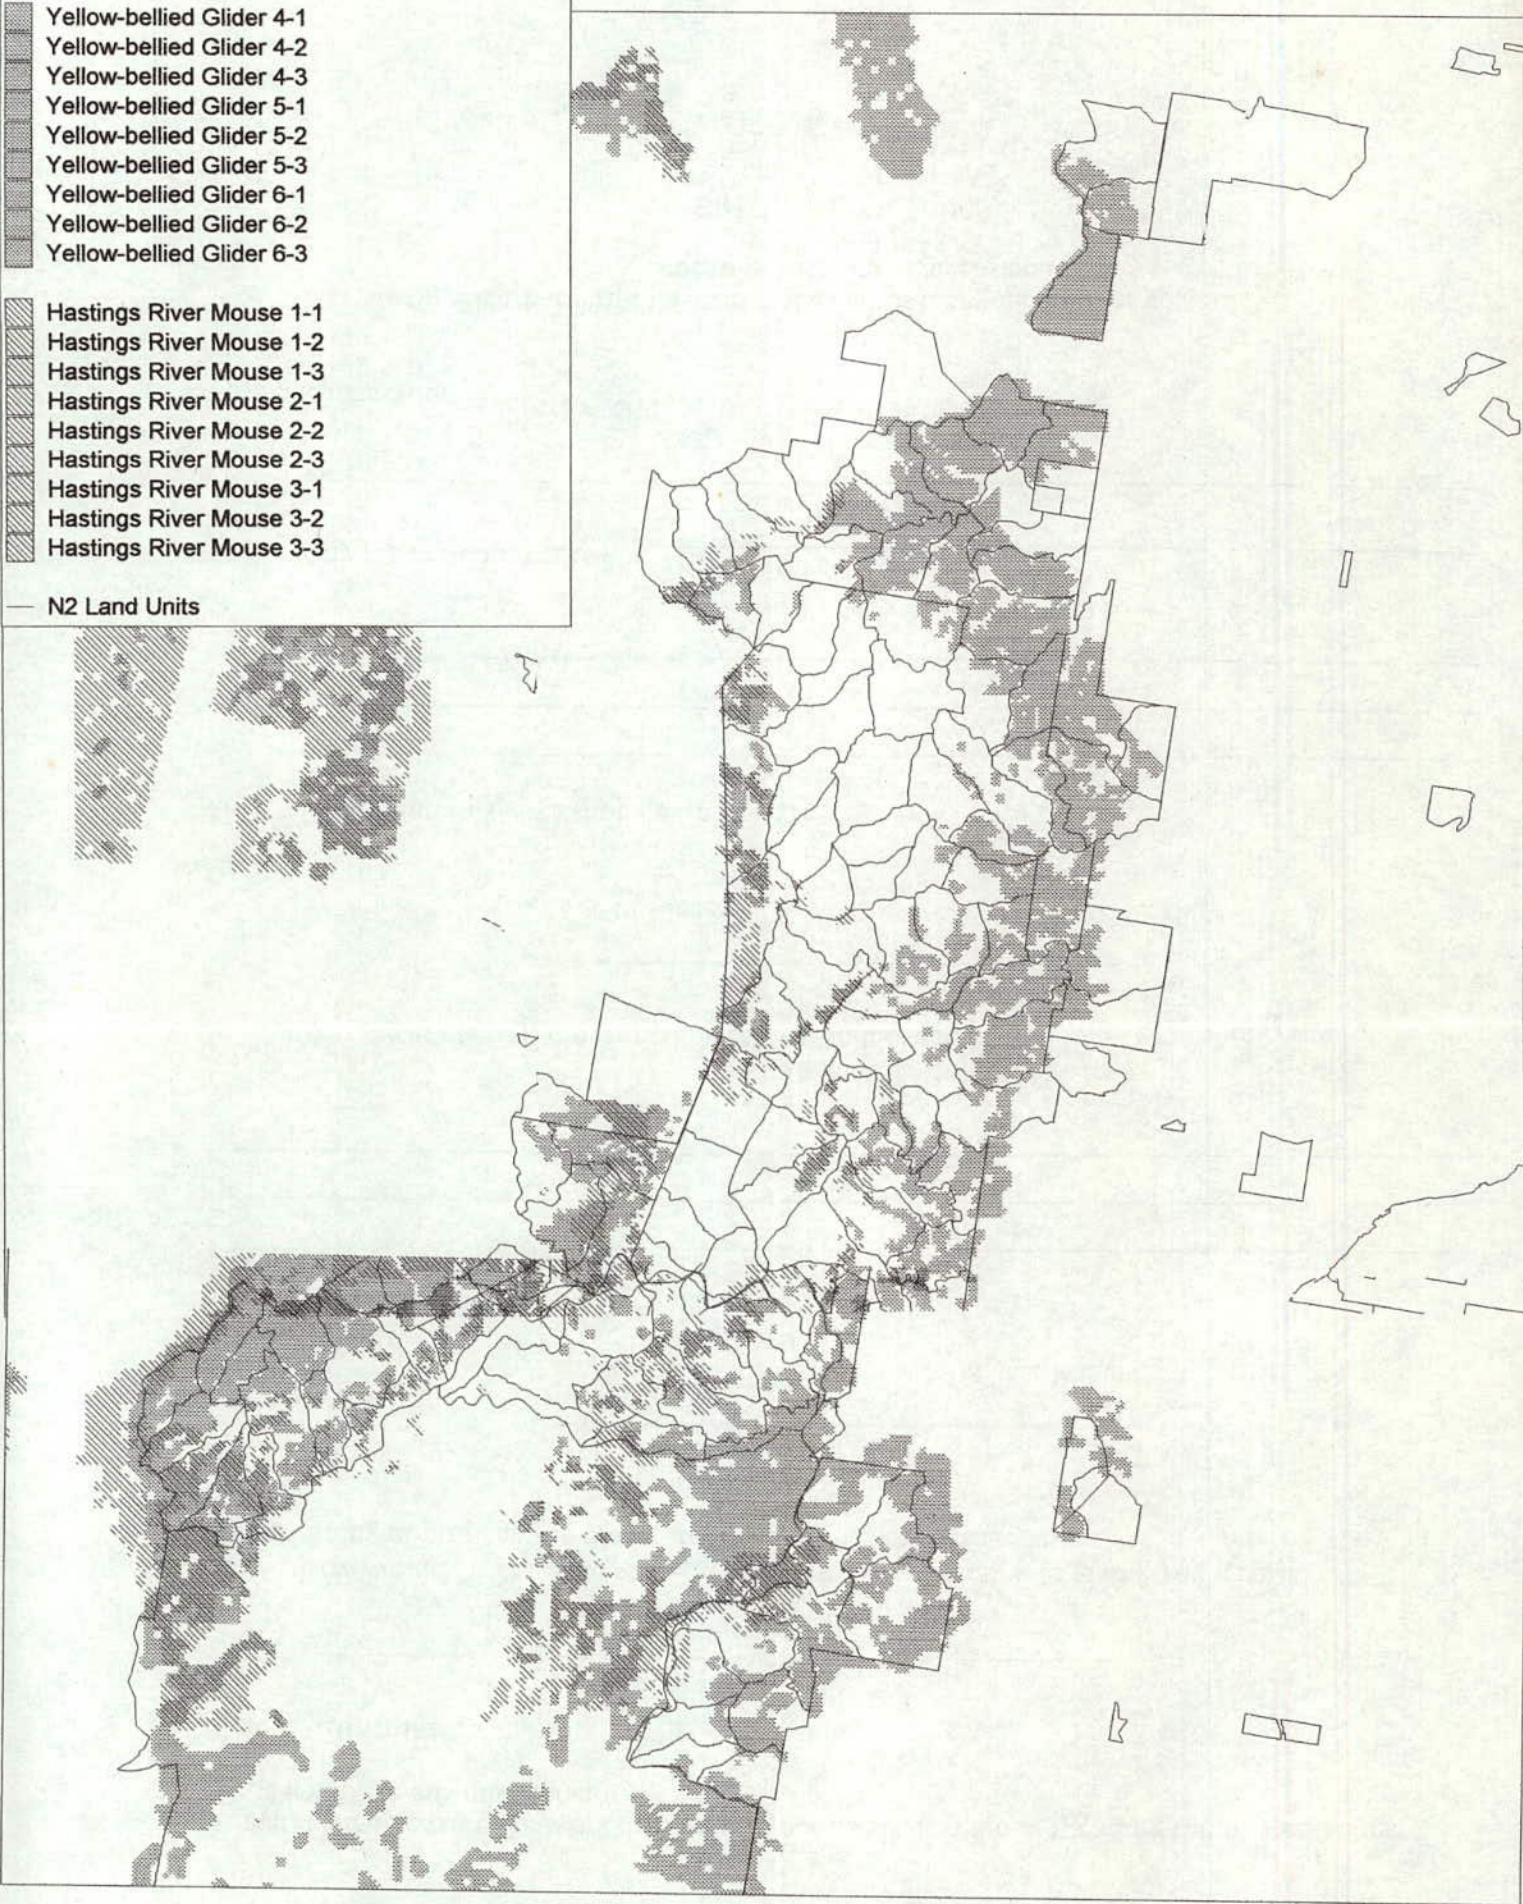 Yellow-bellied Glider 4-1
Yellow-bellied Glider 4-2
Yellow-bellied Glider 4-3
Yellow-bellied Glider 5-1
Yellow-bellied Glider 5-2
Yellow-bellied Glider 5-3
Yellow-bellied Glider 6-1
Yellow-bellied Glider 6-2
Yellow-bellied Glider 6-3
Hastings River Mouse 1-1
Hastings River Mouse 1-2
Hastings River Mouse 1-3
Hastings River Mouse 2-1
Hastings River Mouse 2-2
Hastings River Mouse 2-3
Hastings River Mouse 3-1
Hastings River Mouse 3-2
Hastings River Mouse 3-3
N2 Land Units